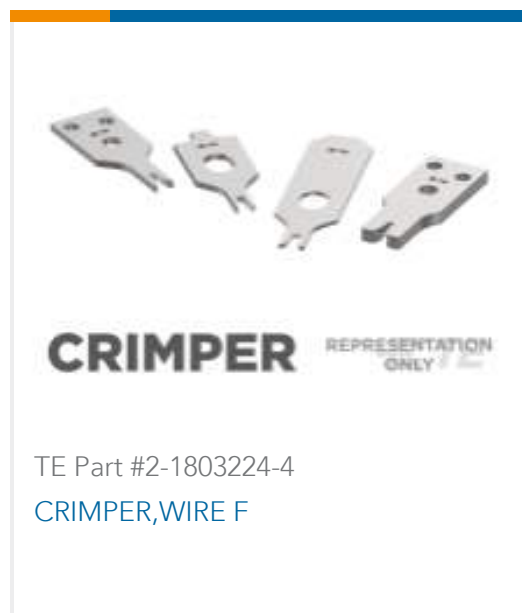 CRIMPER
REPRESENTATION
ONLY
TE Part #2-1803224-4
CRIMPER,WIRE F